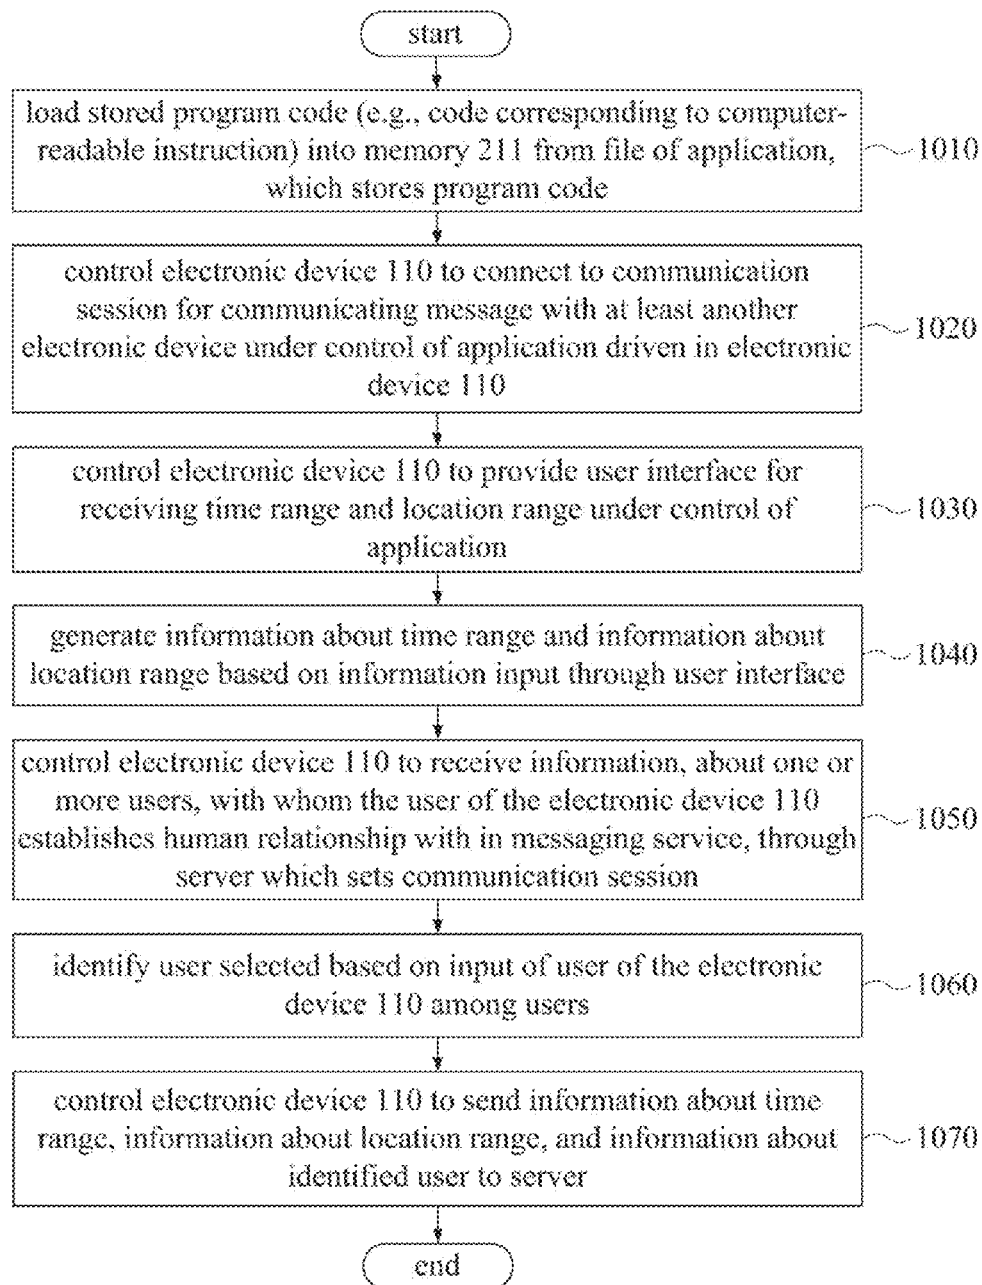 start
load stored program code (e.g., code corresponding to computer-
readable instruction) into memory 211 from file of application,
which stores program code
1010
control electronic device 110 to connect to communication
session for communicating message with at least another
electronic device under control of application driven in electronic
device 110
1020
control electronic device 110 to provide user interface for
receiving time range and location range under control of
application
1030
generate information about time range and information about
location range based on information input through user interface
1040
control electronic device 110 to receive information, about one or
more users, with whom the user of the electronic device 110
establishes human relationship with in messaging service, through
server which sets communication session
1050
identify user selected based on input of user of the electronic
device 110 among users
1060
control electronic device 110 to send information about time
range, information about location range, and information about
identified user to server
1070
end